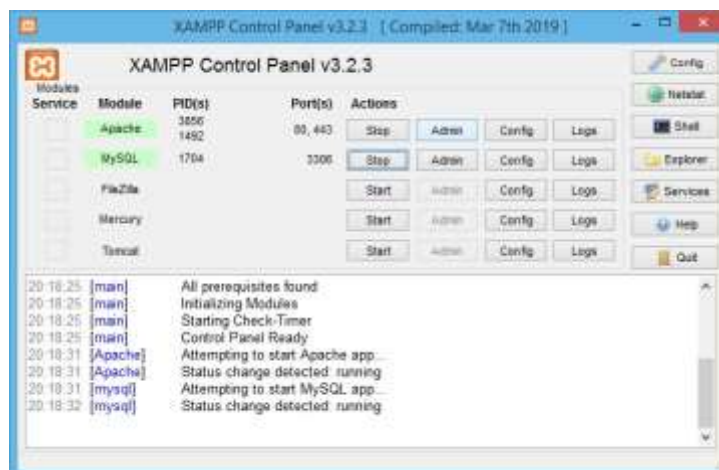 XAMPP Control Panel v3.2.3 [ Compiled: Mar 7th 2019 ]
XAMPP Control Panel v3.2.3
Config
Modules
Service Module PID(s) Port(s) Actions
Netstat
Apache 3856 1492 80, 443 Stop Admin Config Logs
Shell
MySQL 1704 3306 Stop Admin Config Logs
Explorer
FileZilla Start Admin Config Logs
Services
Mercury Start Admin Config Logs
Help
Tomcat Start Admin Config Logs
Quit
20:18:25 [main] All prerequisites found
20:18:25 [main] Initializing Modules
20:18:25 [main] Starting Check-Timer
20:18:25 [main] Control Panel Ready
20:18:31 [Apache] Attempting to start Apache app...
20:18:31 [Apache] Status change detected: running
20:18:31 [mysql] Attempting to start MySQL app...
20:18:32 [mysql] Status change detected: running